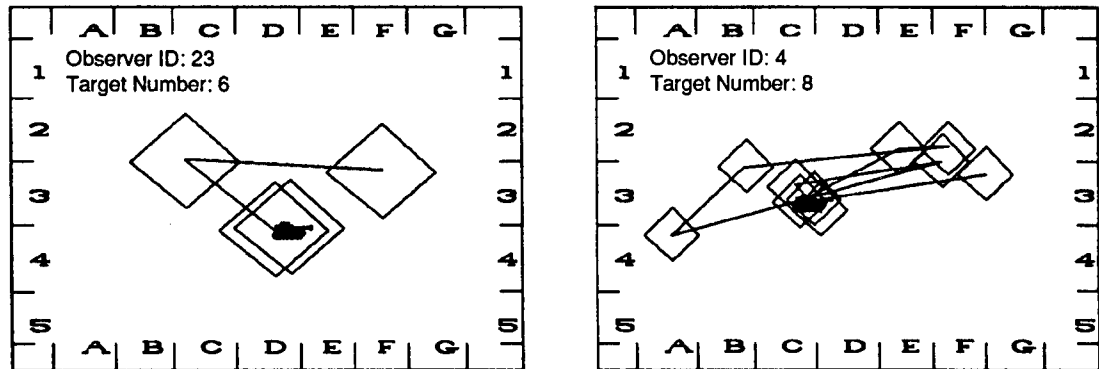 A B C D E F G
Observer ID: 23
Target Number: 6
1 1
2 2
3 3
4 4
5 5
A B C D E F G
A B C D E F G
Observer ID: 4
Target Number: 8
1 1
2 2
3 3
4 4
5 5
A B C D E F G